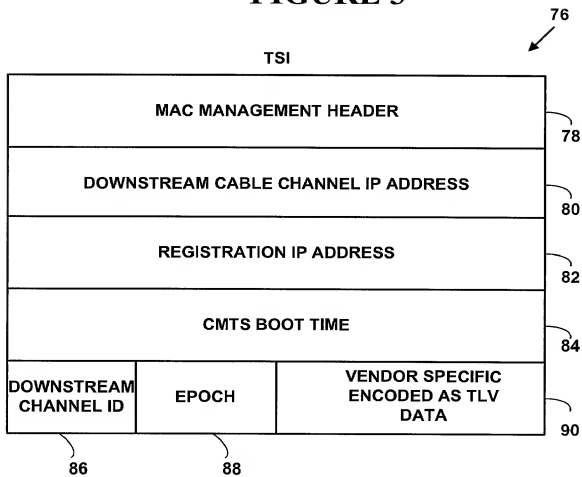 FIGURE
76
TSI
MAC MANAGEMENT HEADER
78
DOWNSTREAM CABLE CHANNEL IP ADDRESS
80
REGISTRATION IP ADDRESS
82
CMTS BOOT TIME
84
DOWNSTREAM
CHANNEL ID
EPOCH
VENDOR SPECIFIC
ENCODED AS TLV
DATA
90
86
88